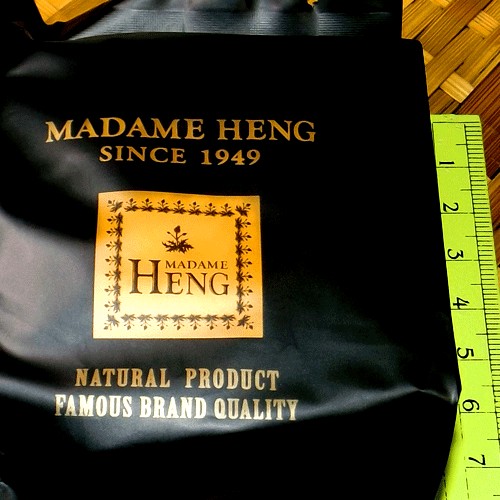 MADAME HENG
SINCE 1949
MADAME
HENG
NATURAL PRODUCT
FAMOUS BRAND QUALITY
1
2
3
4
5
6
7